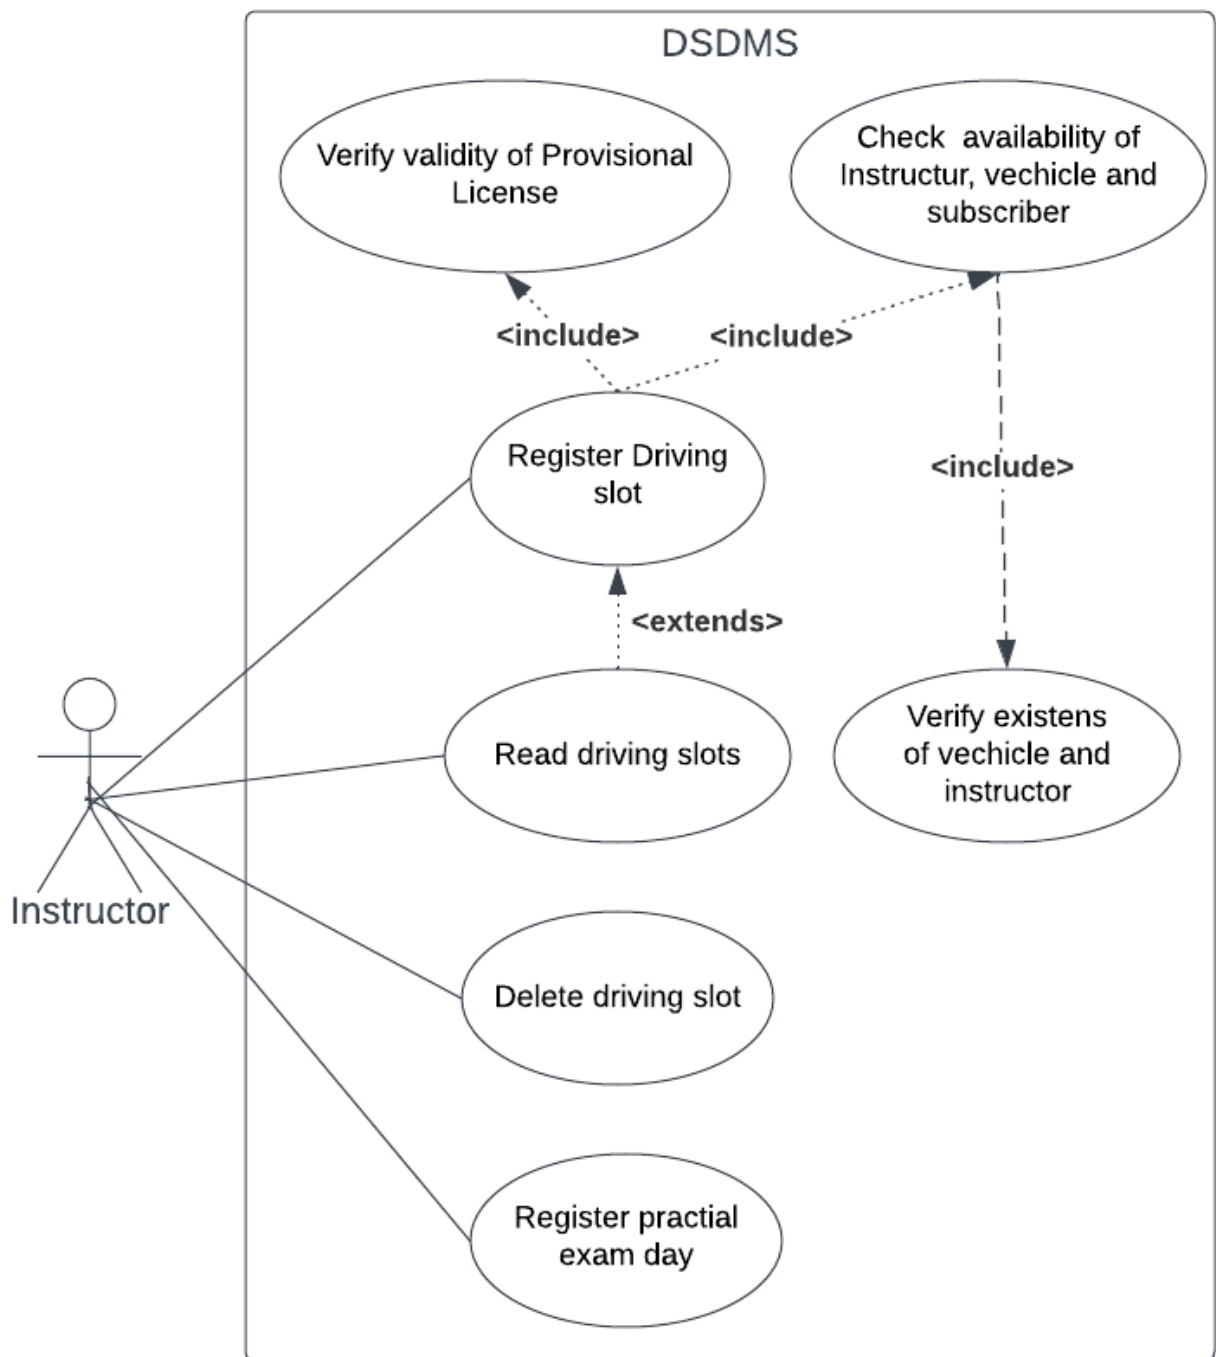 DSDMS
Verify validity of Provisional
License
Check availability of
Instructur, vechicle and
subscriber
<include>
<include>
Register Driving
slot
<include>
<extends>
Read driving slots
Verify existens
of vechicle and
instructor
Instructor
Delete driving slot
Register practial
exam day